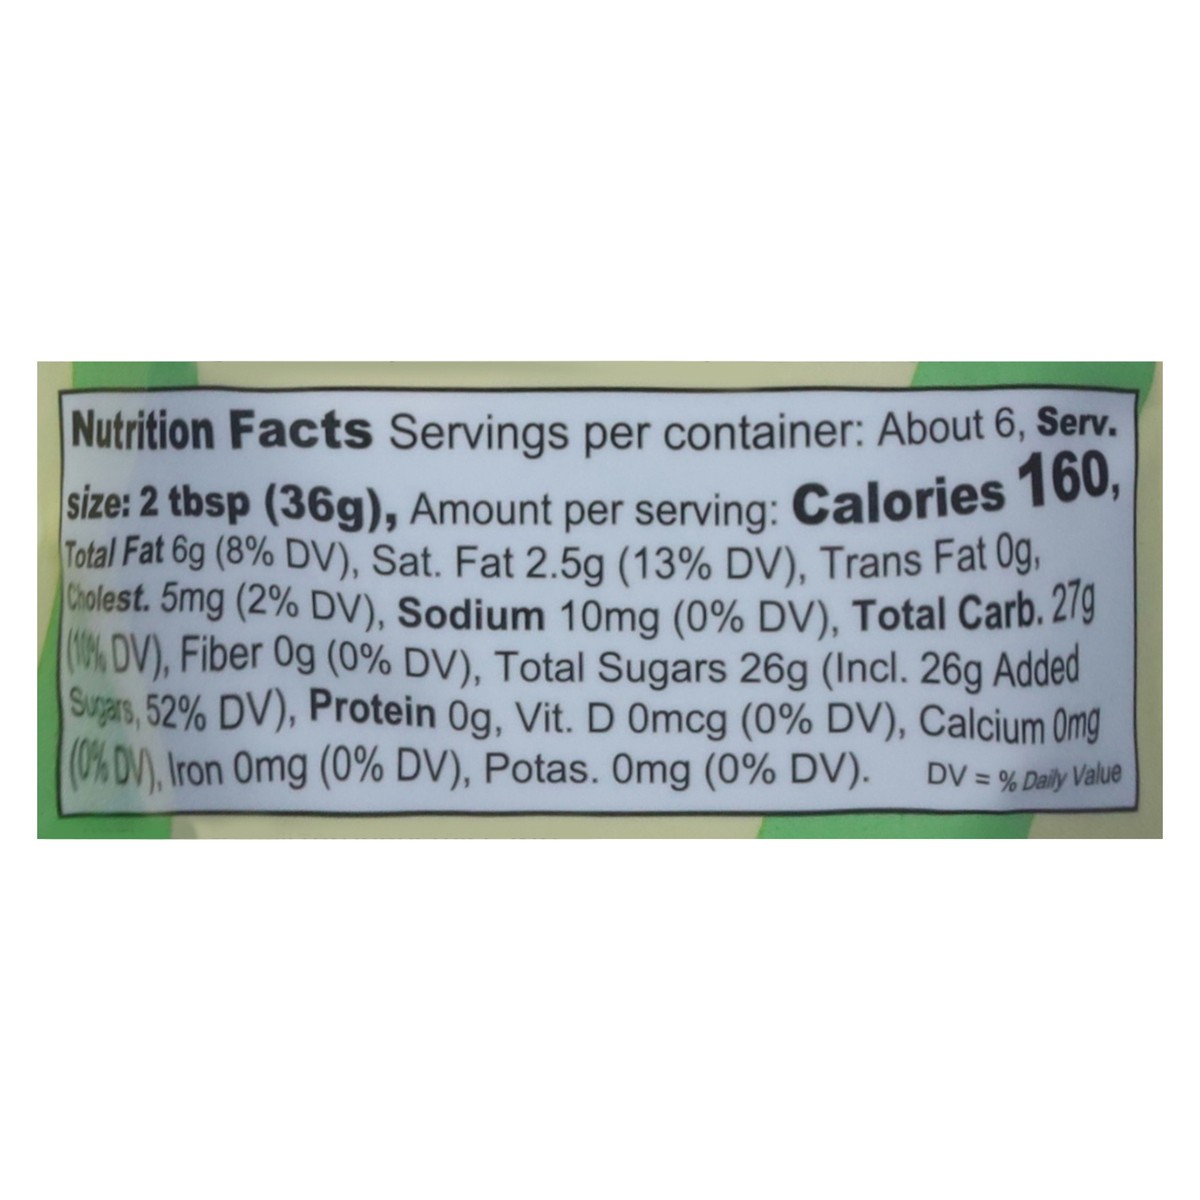 Nutrition Facts Servings per container: About 6, Serv.
size: 2 tbsp (36g), Amount per serving: Calories 160,
Total Fat 6g (8% DV), Sat. Fat 2.5g (13% DV), Trans Fat 0g,
Cholest. 5mg (2% DV), Sodium 10mg (0% DV), Total Carb. 27g
(10% DV), Fiber 0g (0% DV), Total Sugars 26g (Incl. 26g Added
Sugars, 52% DV), Protein 0g, Vit. D 0mcg (0% DV), Calcium 0mg
(0% DV), Iron 0mg (0% DV), Potas. 0mg (0% DV). DV = % Daily Value